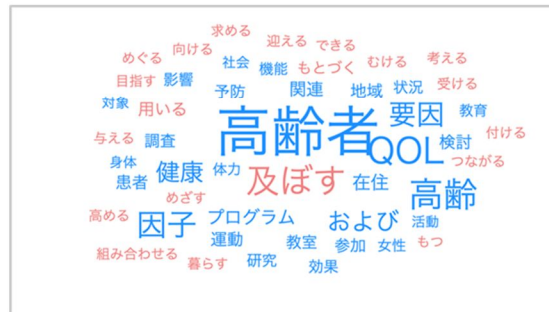 求める
迎える できる
めぐる 向ける 社会 機能 もとづく むける 考える
目指す 影響 予防 関連 地域 状況 受ける
対象 用いる 高齢者 要因 教育
与える 調査 QOL 検討 付ける
身体 患者 健康 体力 及ぼす 在住 つながる
めざす 高齢
高める 因子 プログラム および 活動
組み合わせる 運動 教室 参加 女性 もつ
暮らす 研究 効果